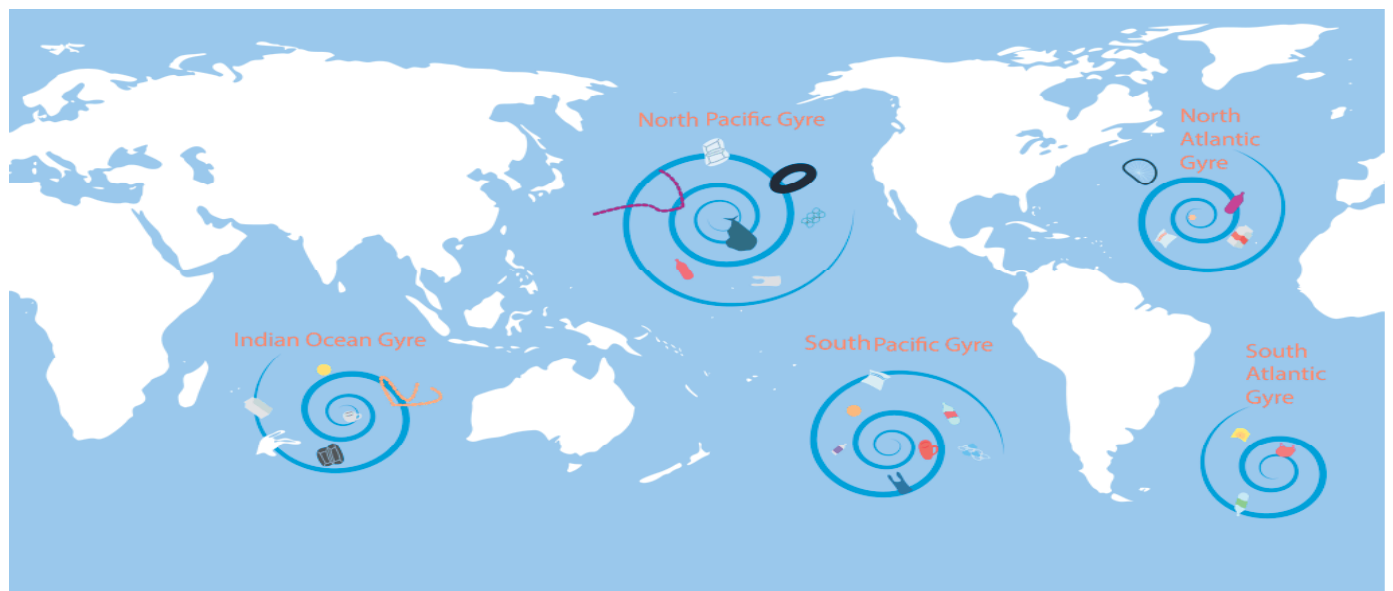 North Pacific Gyre
North
Atlantic
Gyre
Indian Ocean Gyre
South Pacific Gyre
South
Atlantic
Gyre